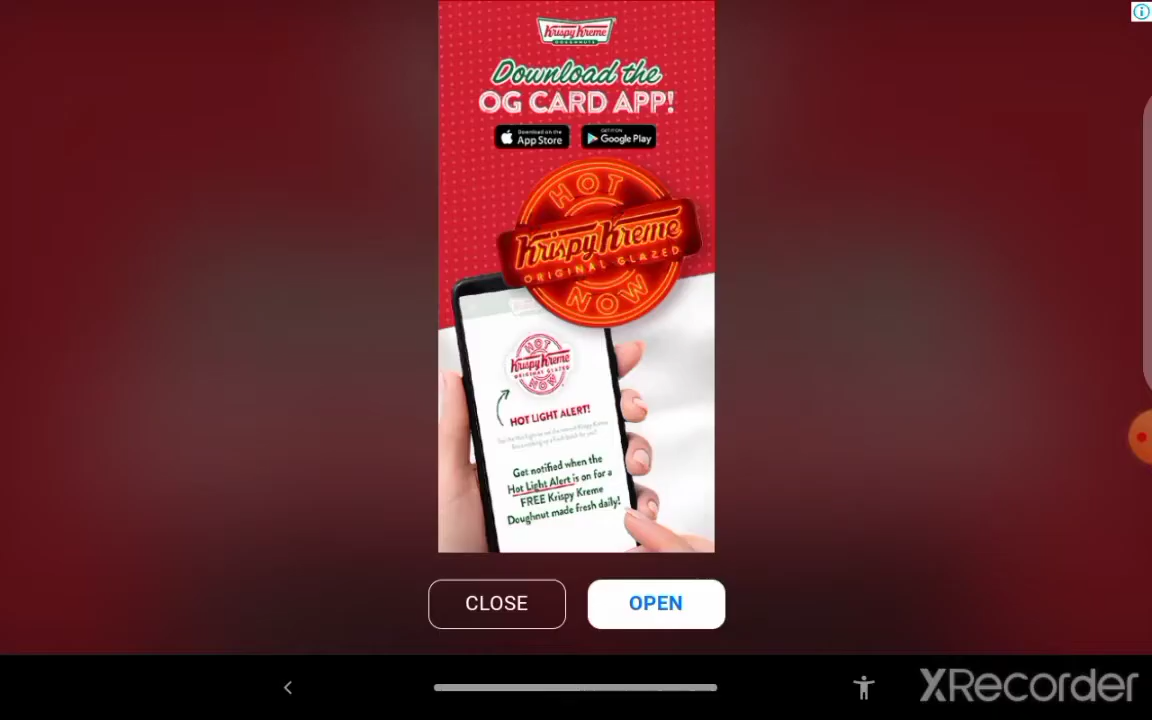 Krispy Kreme
DOUGHNUTS
Download the
OG CARD APP!
Download on the
App Store
GET IT ON
Google Play
HOT
Krispy Kreme
ORIGINAL GLAZED
NOW
HOT
Krispy Kreme
ORIGINAL GLAZED
NOW
HOT LIGHT ALERT!
Get notified when the
Hot Light Alert is on for a
FREE Krispy Kreme
Doughnut made fresh daily!
CLOSE
OPEN
XRecorder